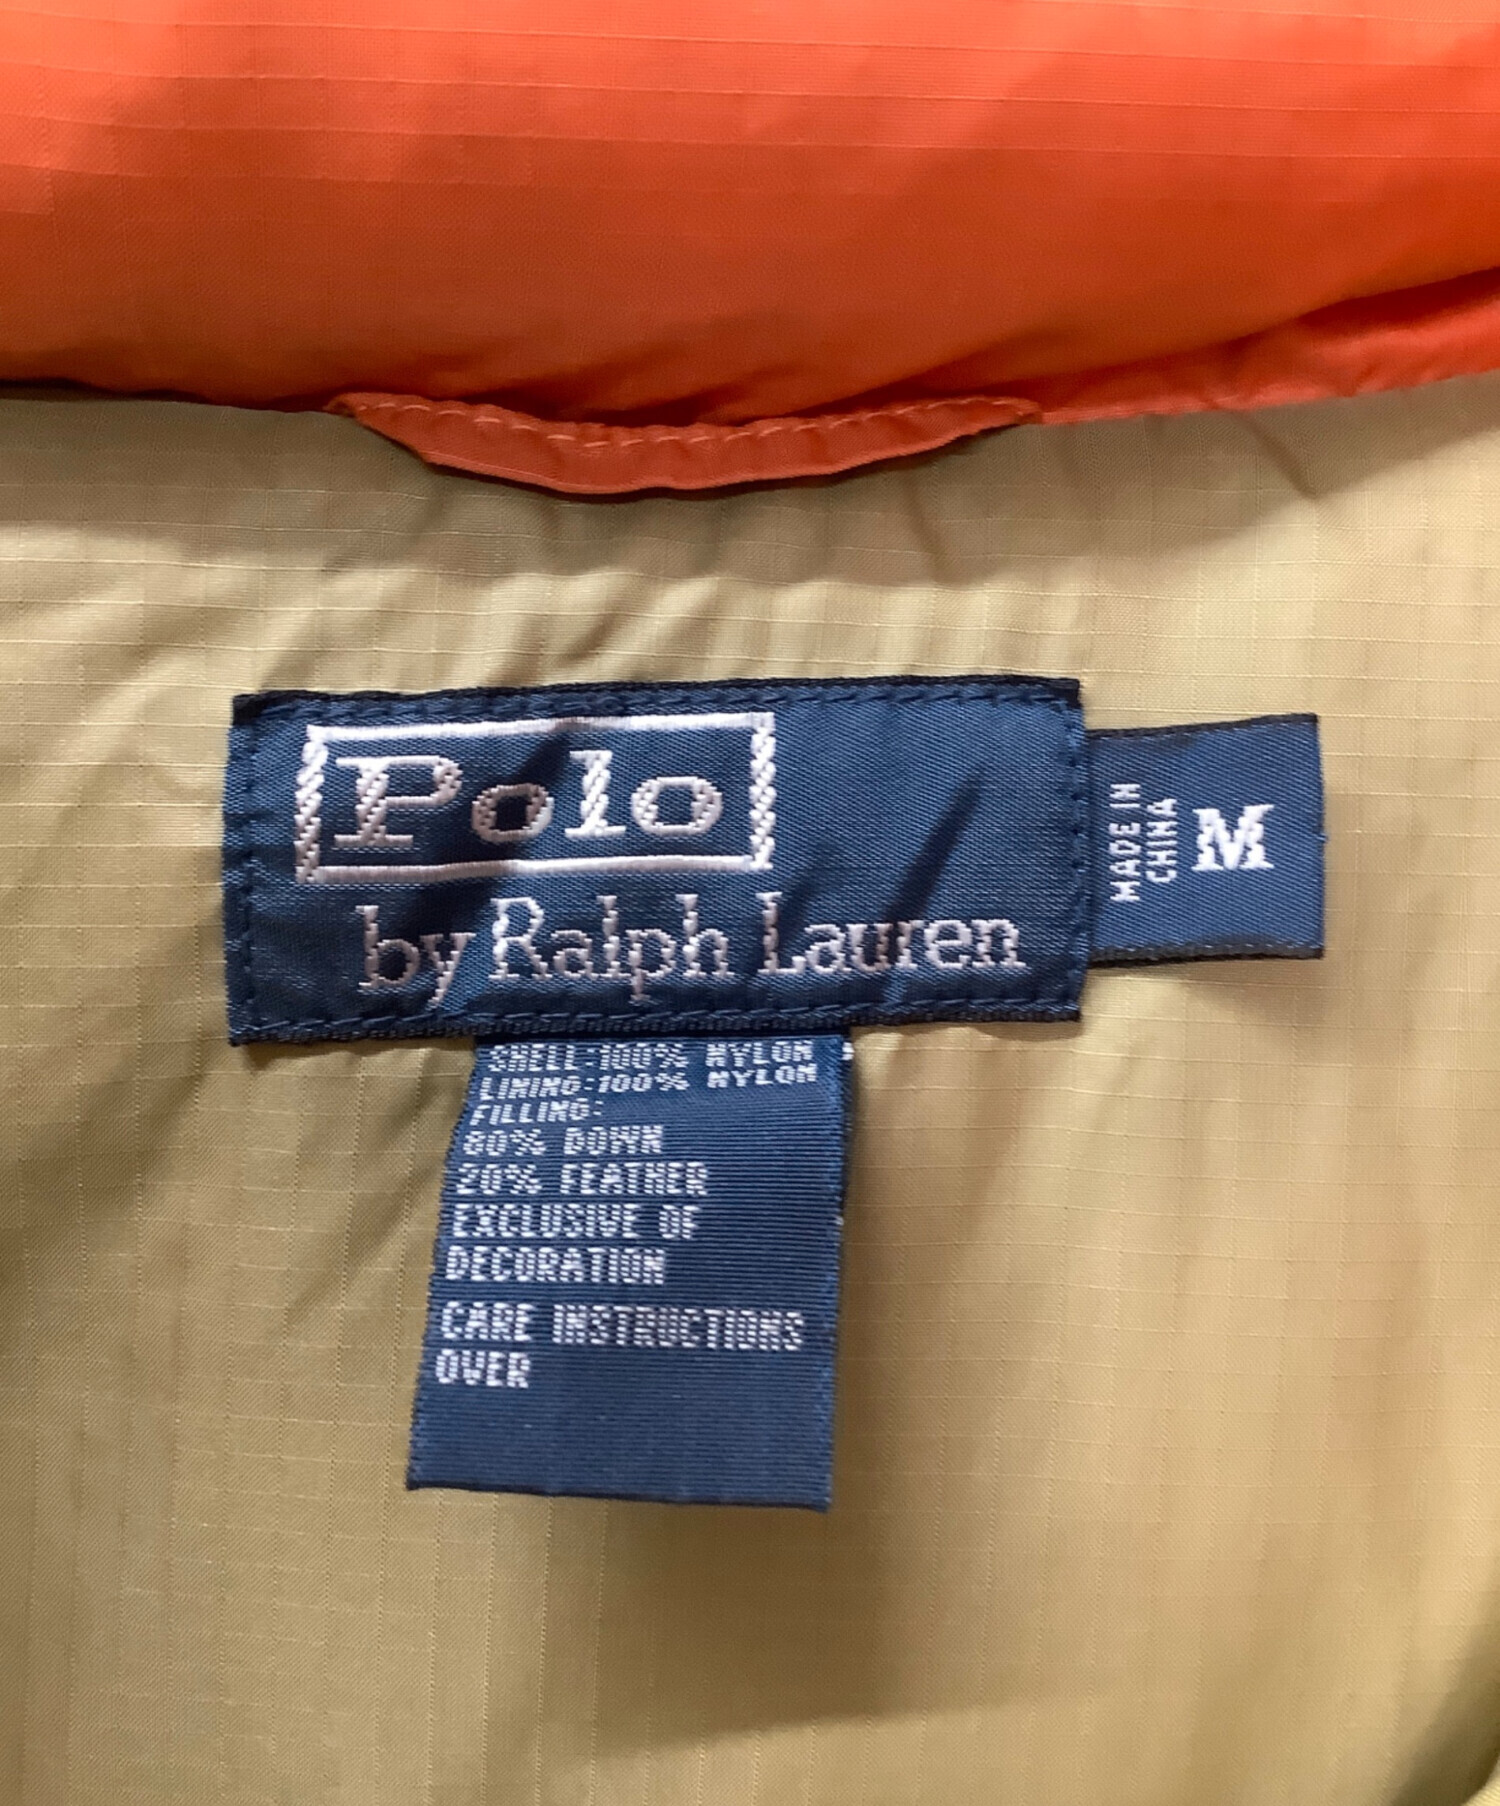 Polo
by Ralph Lauren
MADE IN
CHINA
M
SHELL:100% NYLON
LINING:100% NYLON
FILLING:
80% DOWN
20% FEATHER
EXCLUSIVE OF
DECORATION
CARE INSTRUCTIONS
OVER